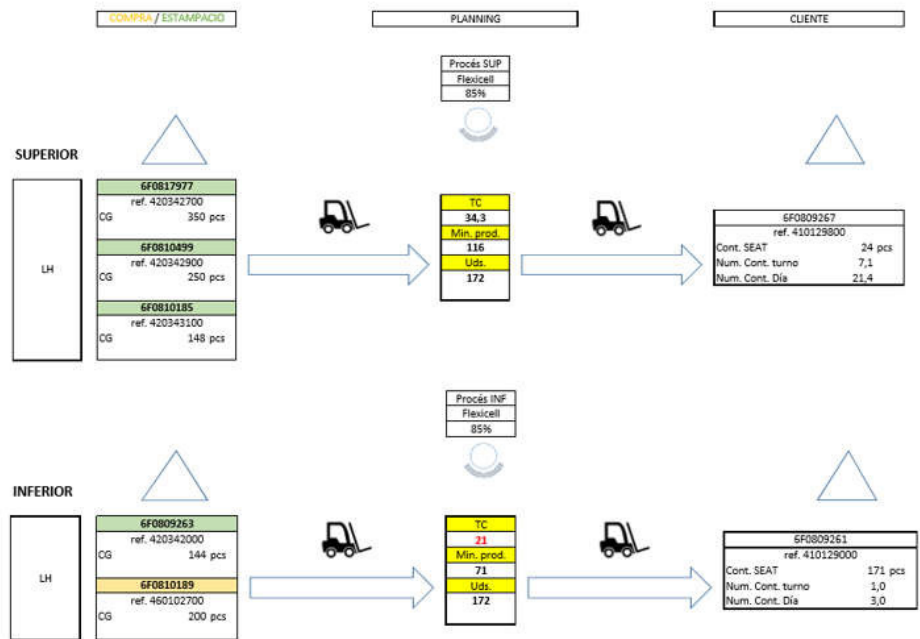 COMPRA / ESTAMPACIÓ
PLANNING
CLIENTE
Procés SUP
Flexicell
85%
SUPERIOR
LH
6F0817977
ref. 420342700
CG 350 pcs
6F0810499
ref. 420342900
CG 250 pcs
6F0810185
ref. 420343100
CG 148 pcs
TC
34,3
Min. prod.
116
Uds.
172
6F0809267
ref. 410129800
Cont. SEAT 24 pcs
Num. Cont. turno 7,1
Num. Cont. Día 21,4
Procés INF
Flexicell
85%
INFERIOR
LH
6F0809263
ref. 420342000
CG 144 pcs
6F0810189
ref. 460102700
CG 200 pcs
TC
21
Min. prod.
71
Uds.
172
6F0809261
ref. 410129000
Cont. SEAT 171 pcs
Num. Cont. turno 1,0
Num. Cont. Día 3,0